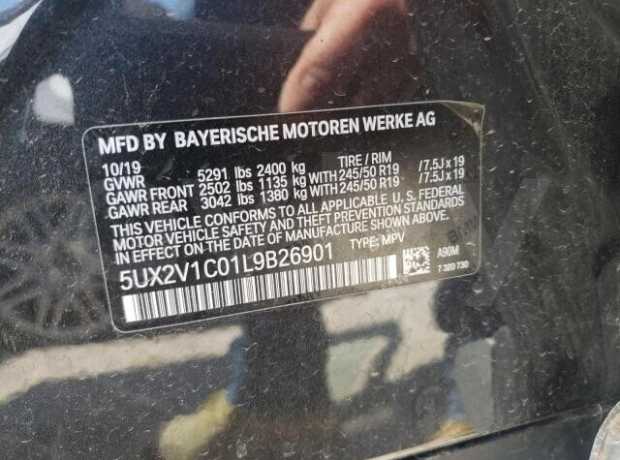 MFD BY BAYERISCHE MOTOREN WERKE AG
10/19 TIRE / RIM
GVWR 5291 lbs 2400 kg
GAWR FRONT 2502 lbs 1135 kg WITH 245/50 R19 / 7.5J x 19
GAWR REAR 3042 lbs 1380 kg WITH 245/50 R19 / 7.5J x 19
THIS VEHICLE CONFORMS TO ALL APPLICABLE U. S. FEDERAL
MOTOR VEHICLE SAFETY AND THEFT PREVENTION STANDARDS
IN EFFECT ON THE DATE OF MANUFACTURE SHOWN ABOVE.
5UX2V1C01L9B26901 TYPE: MPV
A90M
7 320 730